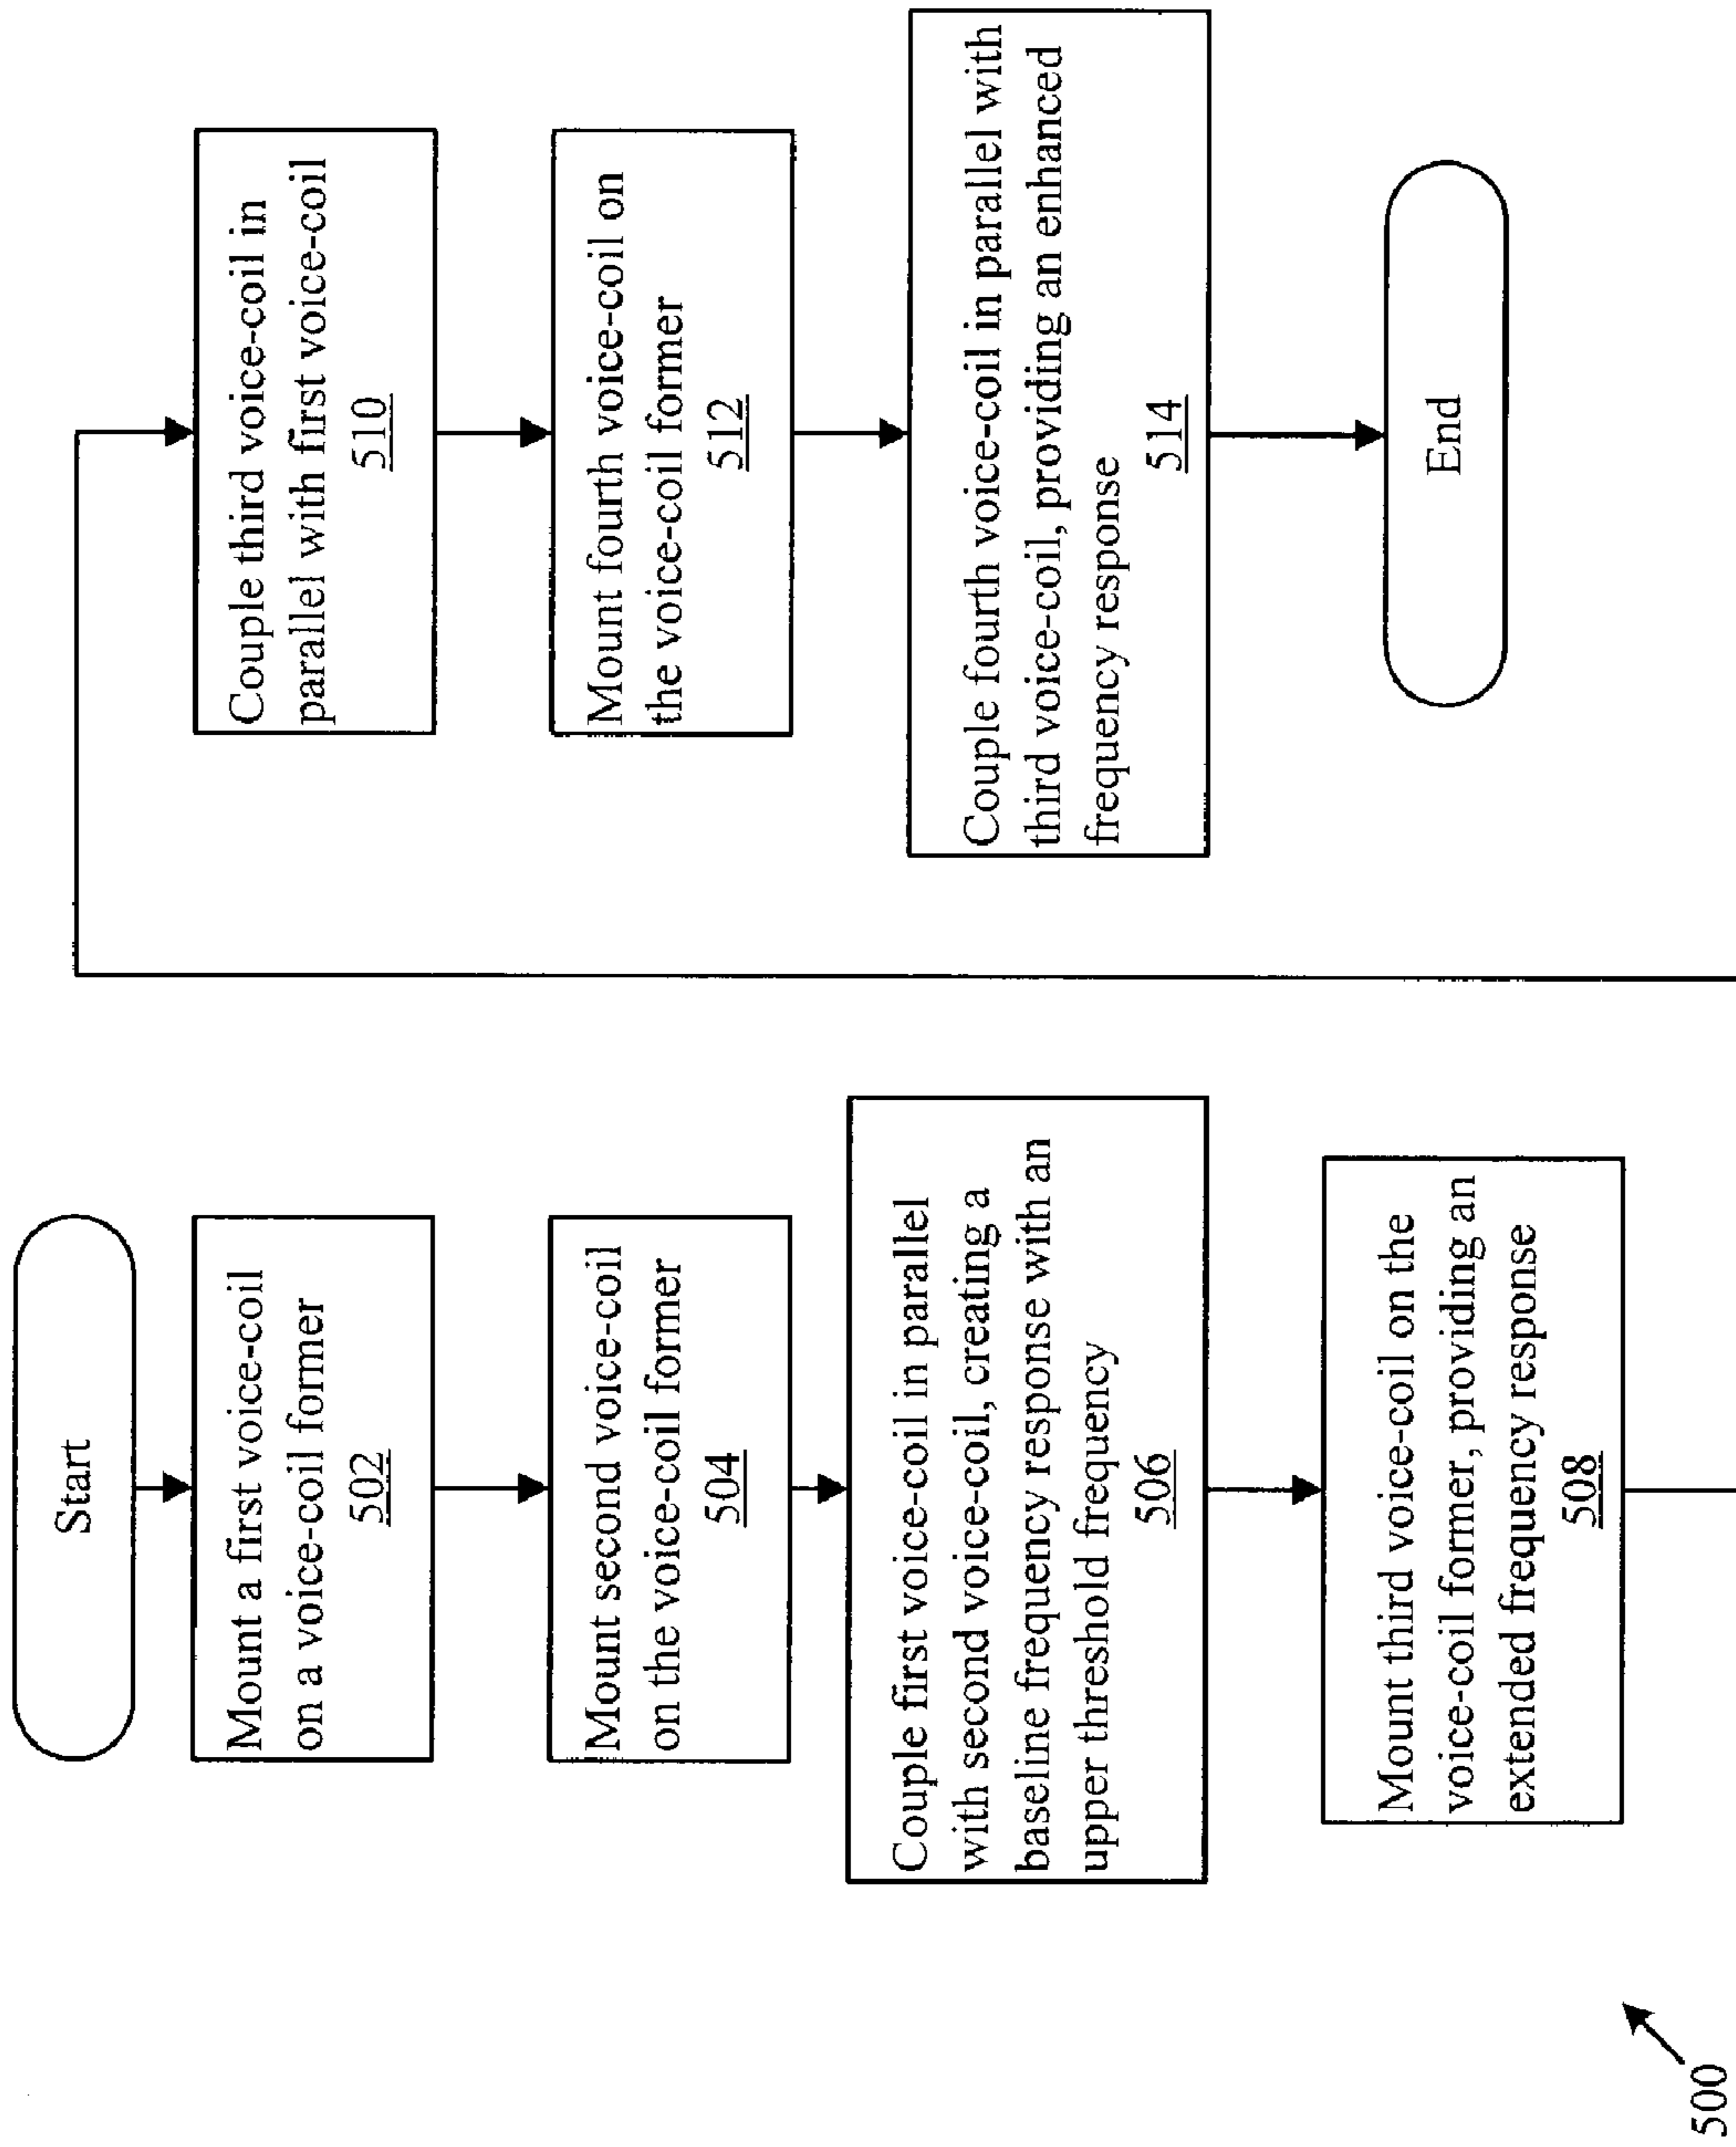 Start
Mount a first voice-coil
on a voice-coil former
502
Mount second voice-coil
on the voice-coil former
504
Couple first voice-coil in parallel
with second voice-coil, creating a
baseline frequency response with an
upper threshold frequency
506
Mount third voice-coil on the
voice-coil former, providing an
extended frequency response
508
Couple third voice-coil in
parallel with first voice-coil
510
Mount fourth voice-coil on
the voice-coil former
512
Couple fourth voice-coil in parallel with
third voice-coil, providing an enhanced
frequency response
514
End
500